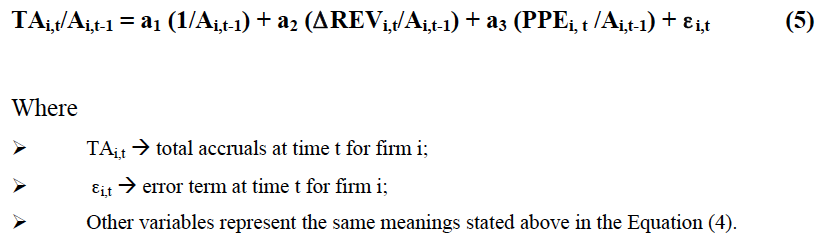 TAi,t/Ai,t-1 = a1 (1/Ai,t-1) + a2 (ΔREVi,t/Ai,t-1) + a3 (PPEi, t /Ai,t-1) + εi,t (5)
Where
➢ TAi,t → total accruals at time t for firm i;
➢ εi,t → error term at time t for firm i;
➢ Other variables represent the same meanings stated above in the Equation (4).